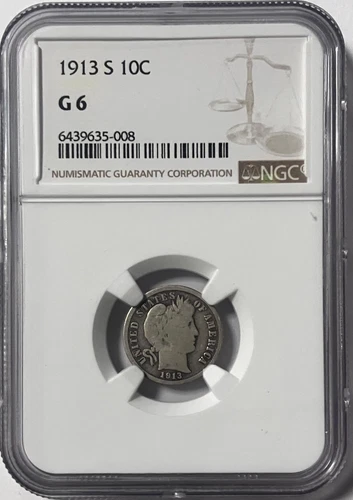 1913 S 10C
G 6
6439635-008
NUMISMATIC GUARANTY CORPORATION
NGC
UNITED STATES OF AMERICA
1913